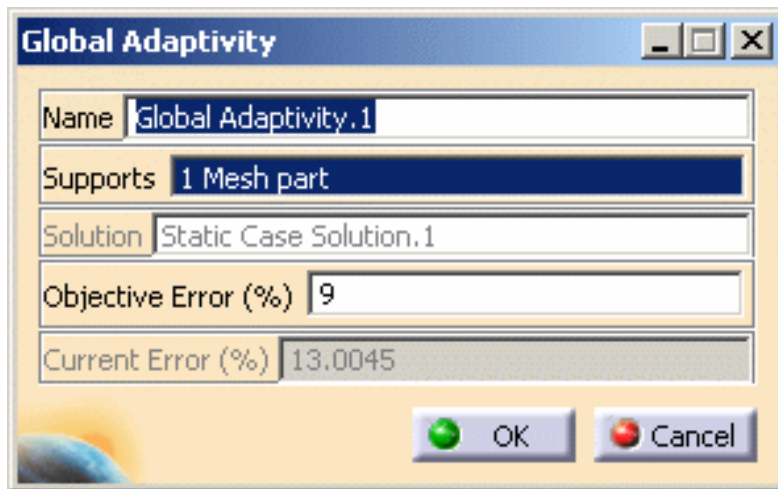 Global Adaptivity
Name Global Adaptivity.1
Supports 1 Mesh part
Solution Static Case Solution.1
Objective Error (%) 9
Current Error (%) 13.0045
OK Cancel